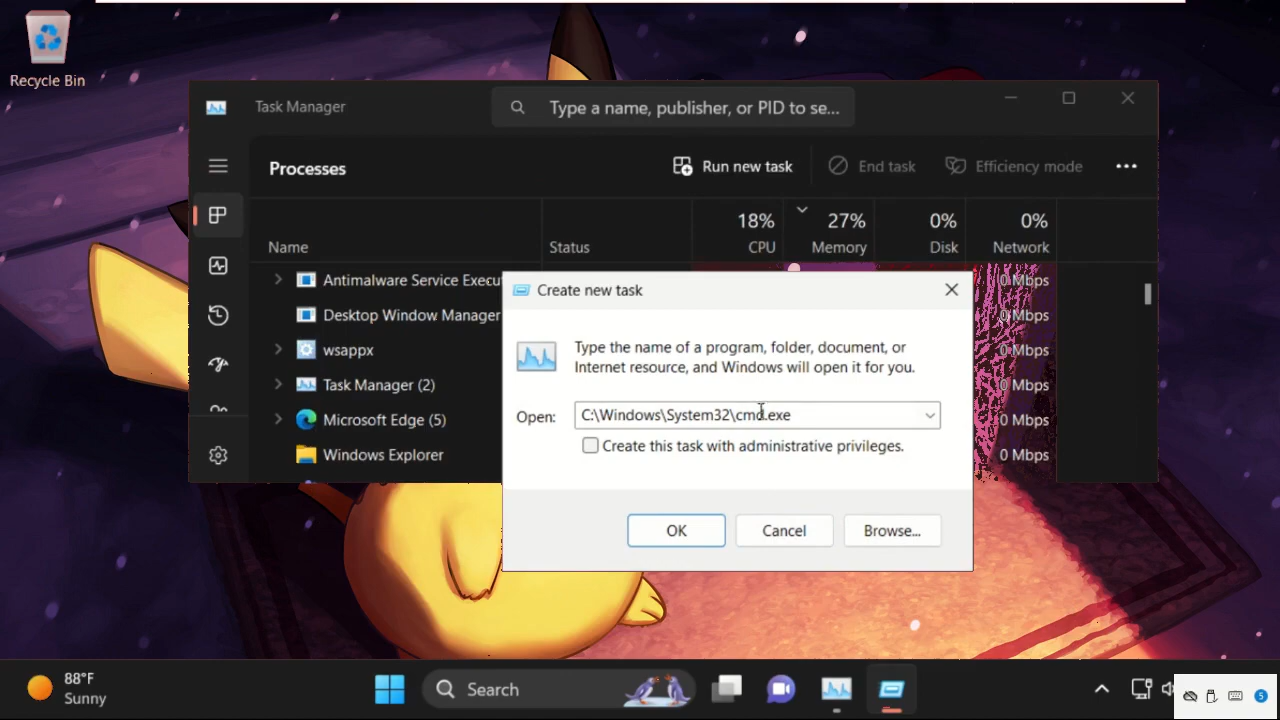 Recycle Bin
Task Manager
Type a name, publisher, or PID to se...
Processes
Run new task
End task
Efficiency mode
Name
Status
18%
CPU
27%
Memory
0%
Disk
0%
Network
Antimalware Service Execu
0 Mbps
Desktop Window Manager
0 Mbps
wsappx
0 Mbps
Task Manager (2)
0 Mbps
Microsoft Edge (5)
0 Mbps
Windows Explorer
0 Mbps
Create new task
Type the name of a program, folder, document, or
Internet resource, and Windows will open it for you.
Open:
C:\Windows\System32\cmd.exe
Create this task with administrative privileges.
OK
Cancel
Browse...
88°F
Sunny
Search
5